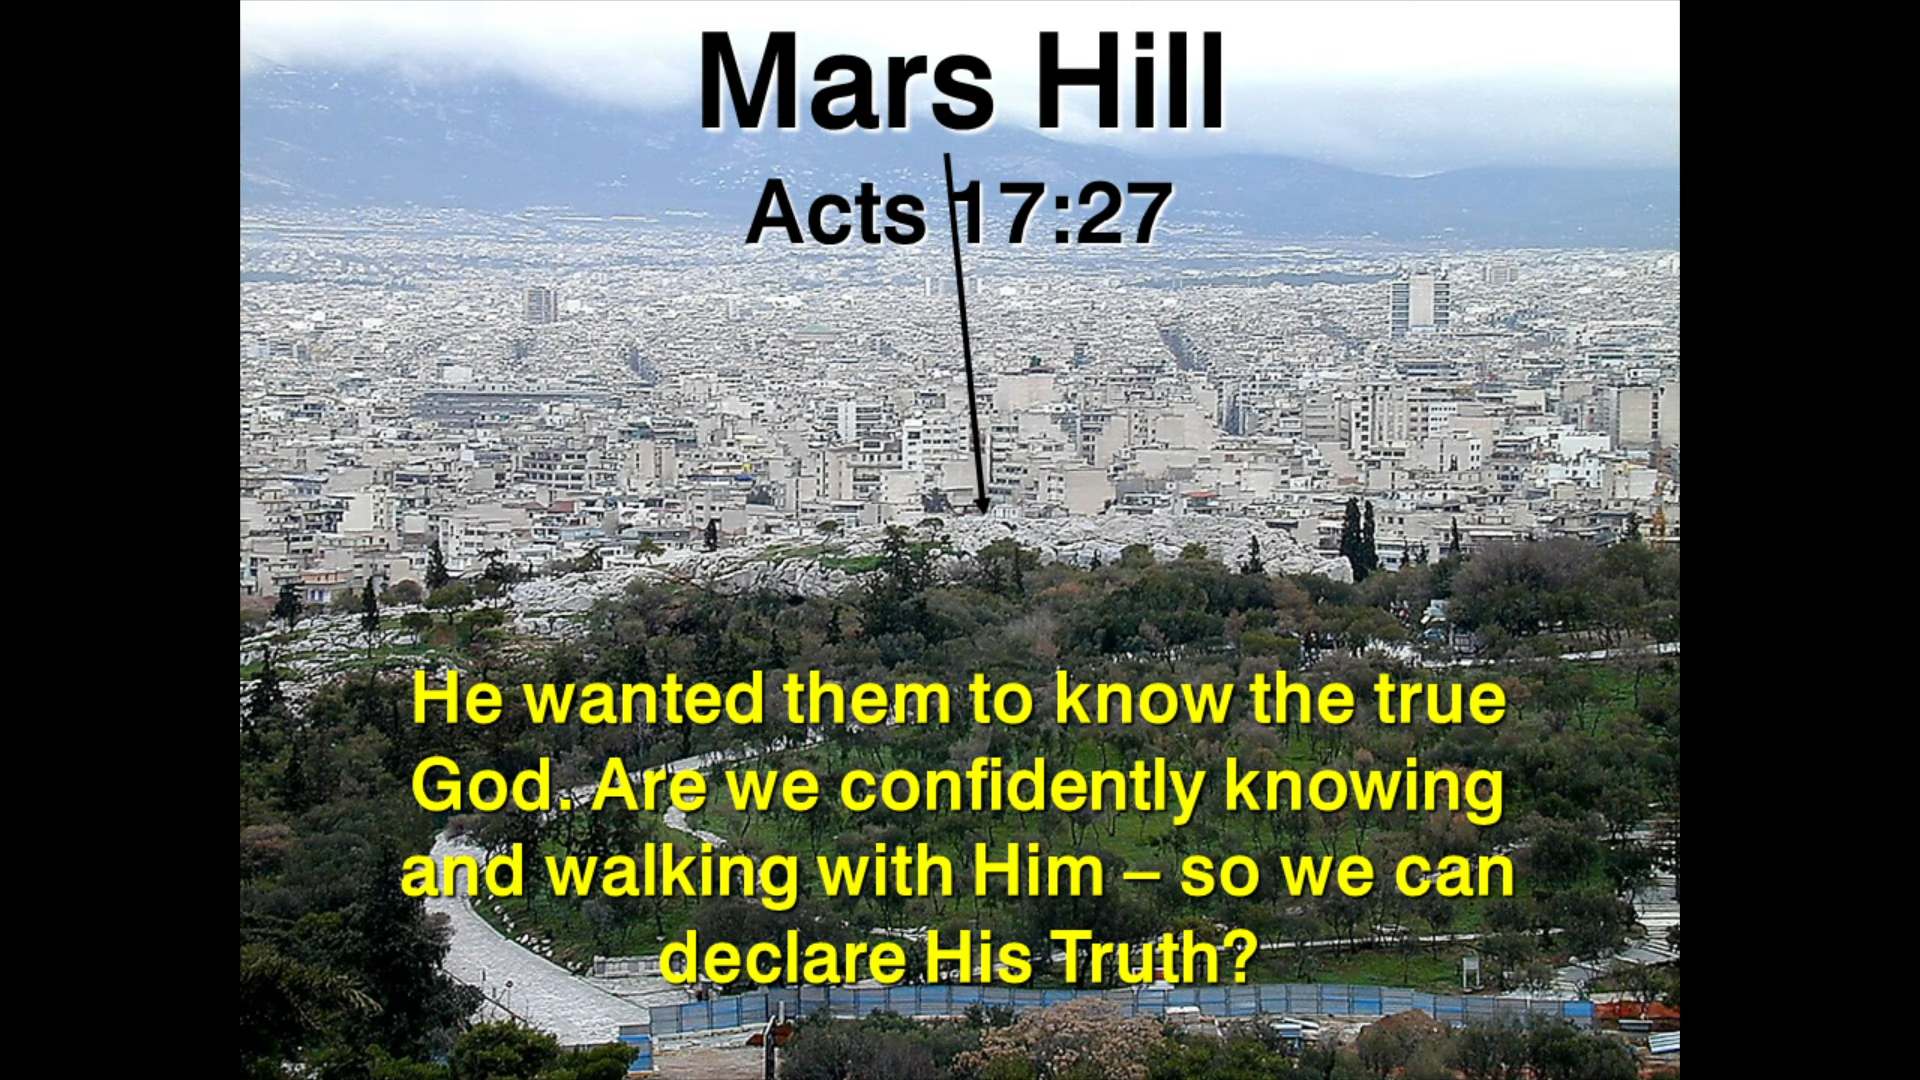 Mars Hill
Acts 17:27
He wanted them to know the true
God. Are we confidently knowing
and walking with Him – so we can
declare His Truth?